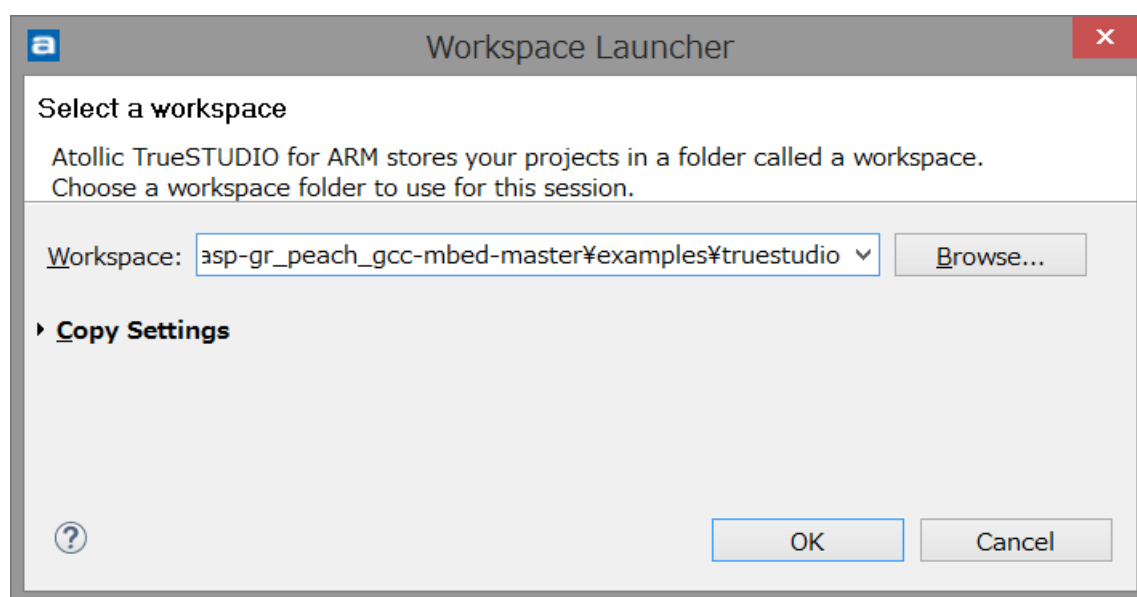 a
Workspace Launcher
Select a workspace
Atollic TrueSTUDIO for ARM stores your projects in a folder called a workspace.
Choose a workspace folder to use for this session.
Workspace: asp-gr_peach_gcc-mbed-master¥examples¥truestudio Browse...
Copy Settings
? OK Cancel